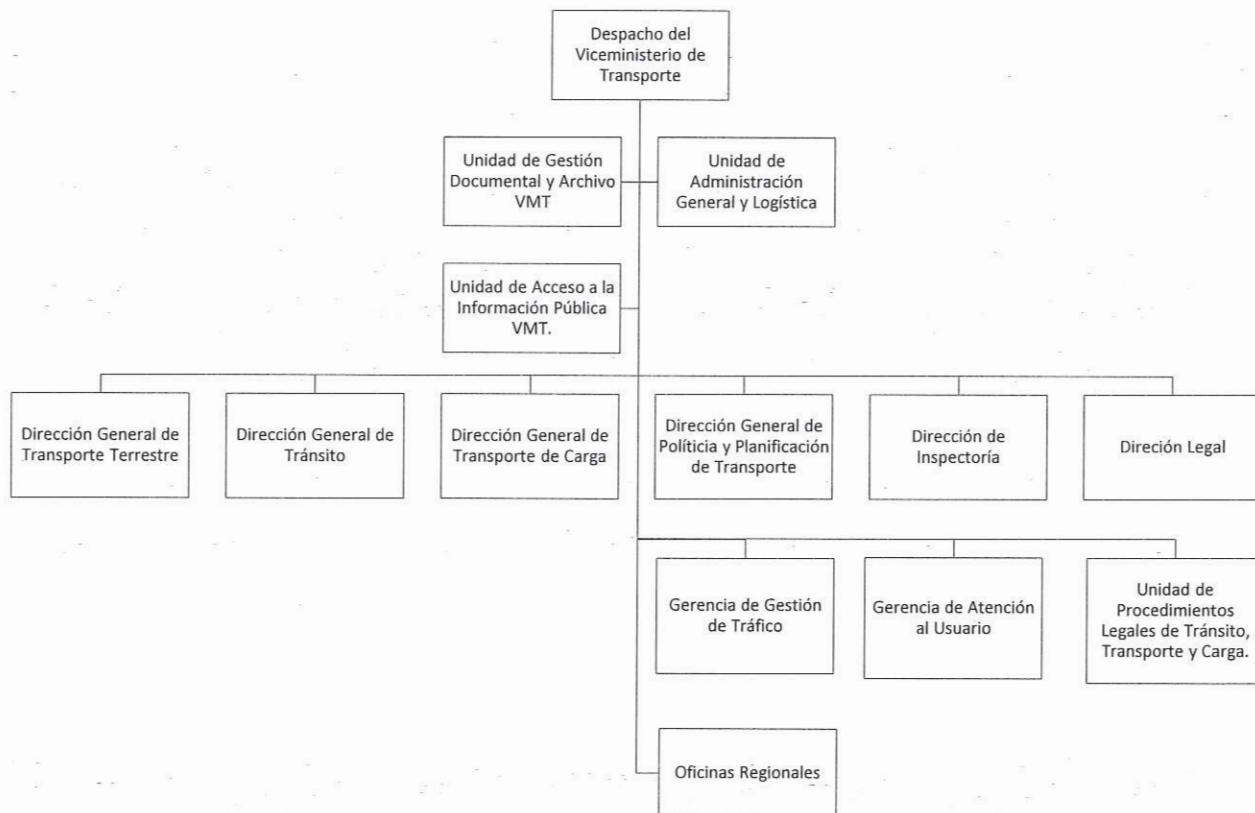 Despacho del
Viceministerio de
Transporte
Unidad de Gestión
Documental y Archivo
VMT
Unidad de
Administración
General y Logística
Unidad de Acceso a la
Información Pública
VMT.
Dirección General de
Transporte Terrestre
Dirección General de
Tránsito
Dirección General de
Transporte de Carga
Dirección General de
Políticia y Planificación
de Transporte
Dirección de
Inspectoría
Direción Legal
Gerencia de Gestión
de Tráfico
Gerencia de Atención
al Usuario
Unidad de
Procedimientos
Legales de Tránsito,
Transporte y Carga.
Oficinas Regionales